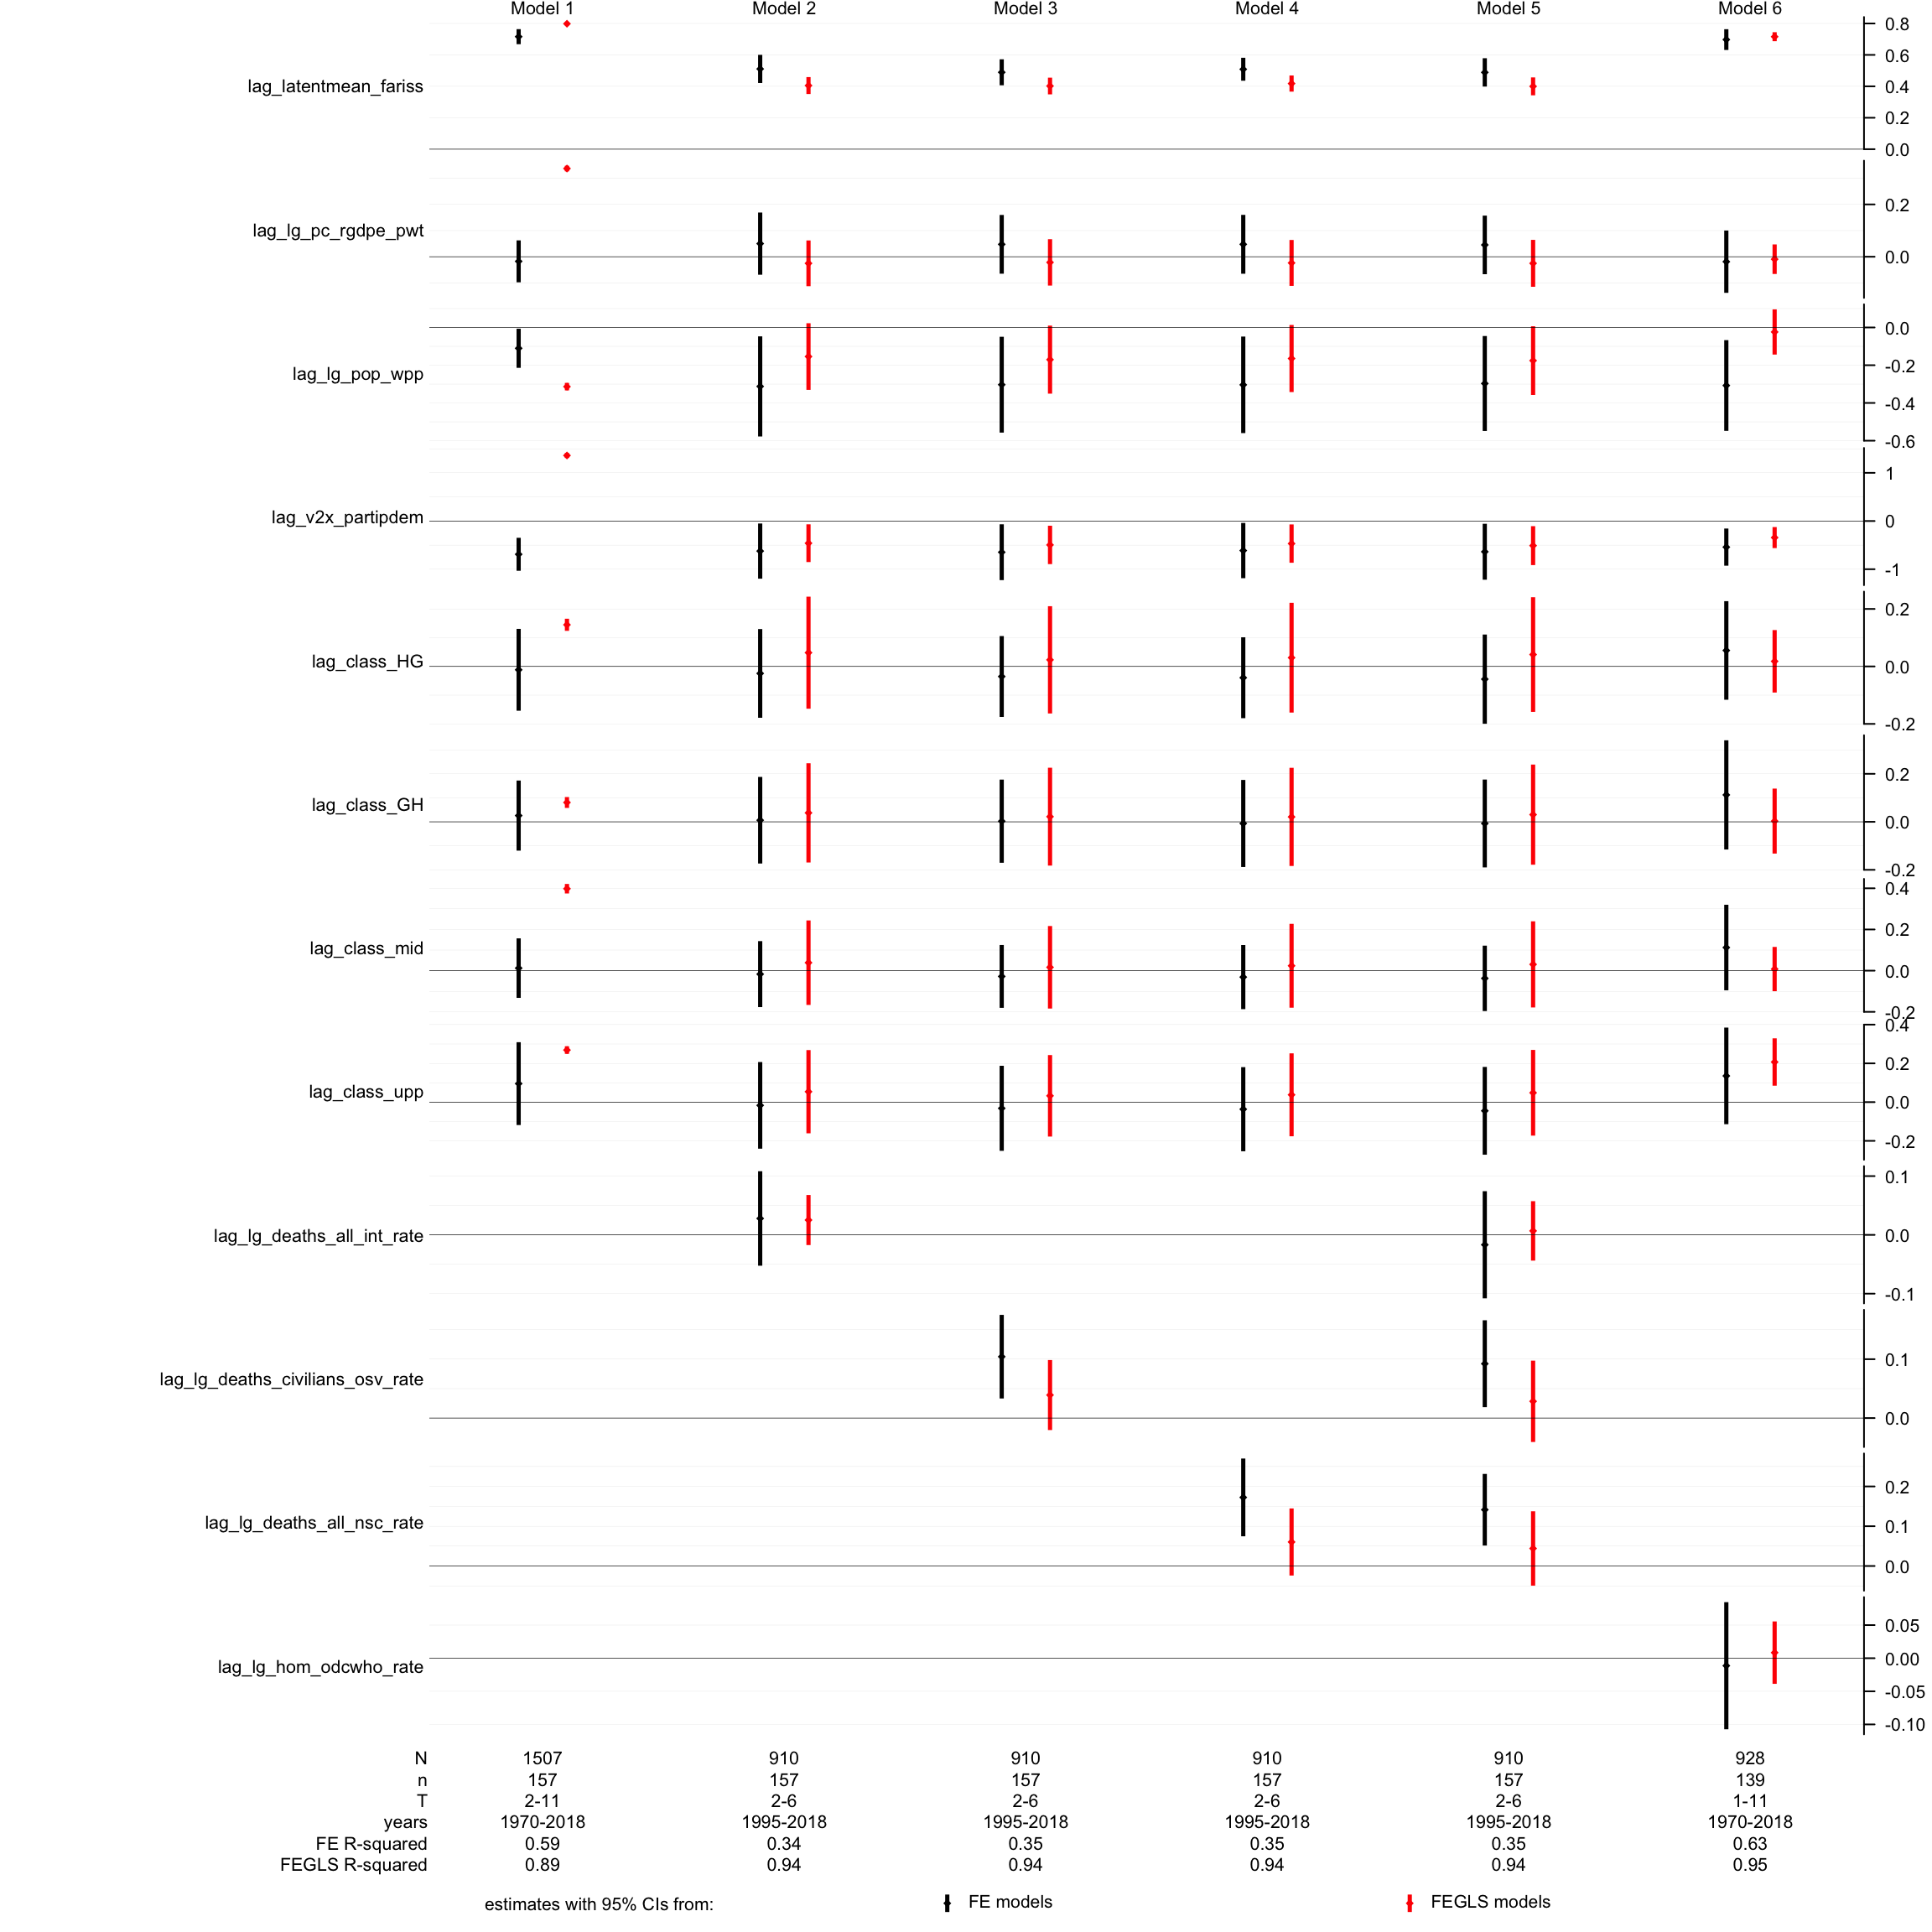 Model 1 Model 2 Model 3 Model 4 Model 5 Model 6
lag_latentmean_fariss
0.8
0.6
0.4
0.2
0.0
lag_lg_pc_rgdpe_pwt
0.2
0.0
lag_lg_pop_wpp
0.0
-0.2
-0.4
-0.6
lag_v2x_partipdem
1
0
-1
lag_class_HG
0.2
0.0
-0.2
lag_class_GH
0.2
0.0
-0.2
lag_class_mid
0.4
0.2
0.0
-0.2
lag_class_upp
0.4
0.2
0.0
-0.2
lag_lg_deaths_all_int_rate
0.1
0.0
-0.1
lag_lg_deaths_civilians_osv_rate
0.1
0.0
lag_lg_deaths_all_nsc_rate
0.2
0.1
0.0
lag_lg_hom_odcwho_rate
0.05
0.00
-0.05
-0.10
N 1507 910 910 910 910 928
n 157 157 157 157 157 139
T 2-11 2-6 2-6 2-6 2-6 1-11
years 1970-2018 1995-2018 1995-2018 1995-2018 1995-2018 1970-2018
FE R-squared 0.59 0.34 0.35 0.35 0.35 0.63
FEGLS R-squared 0.89 0.94 0.94 0.94 0.94 0.95
estimates with 95% CIs from: FE models FEGLS models